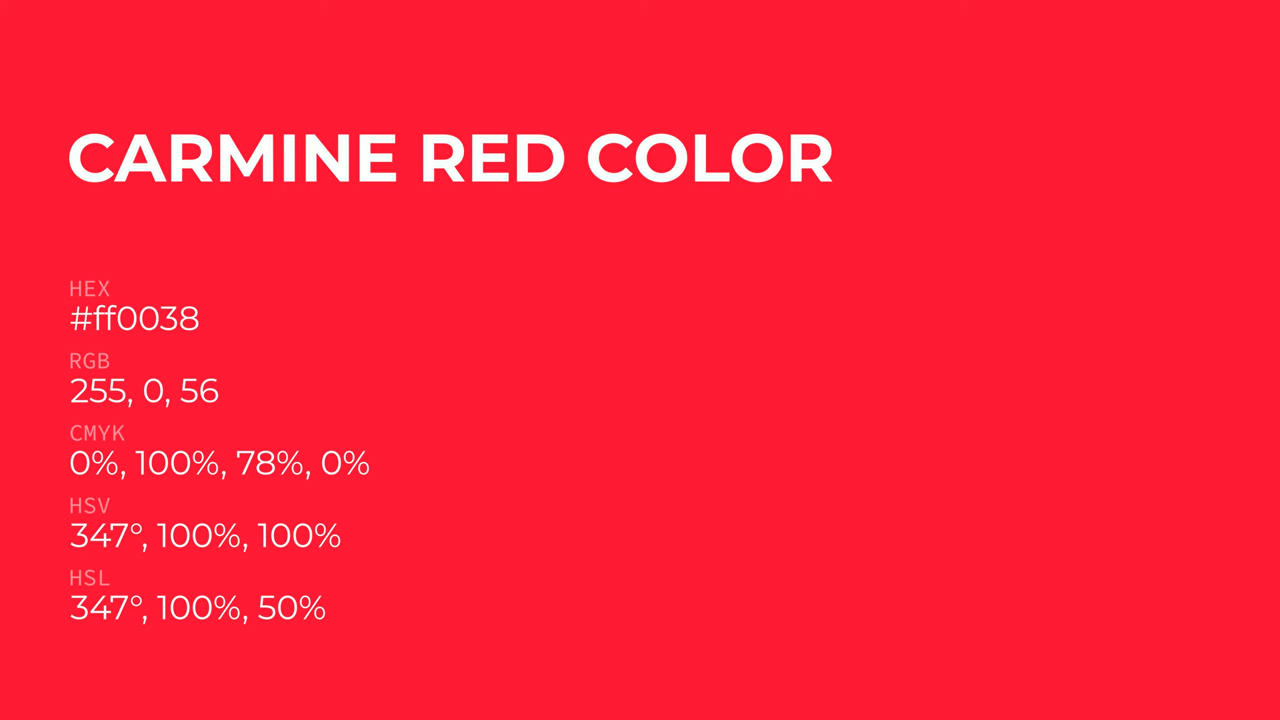 CARMINE RED COLOR
HEX
#ff0038
RGB
255, 0, 56
CMYK
0%, 100%, 78%, 0%
HSV
347°, 100%, 100%
HSL
347°, 100%, 50%